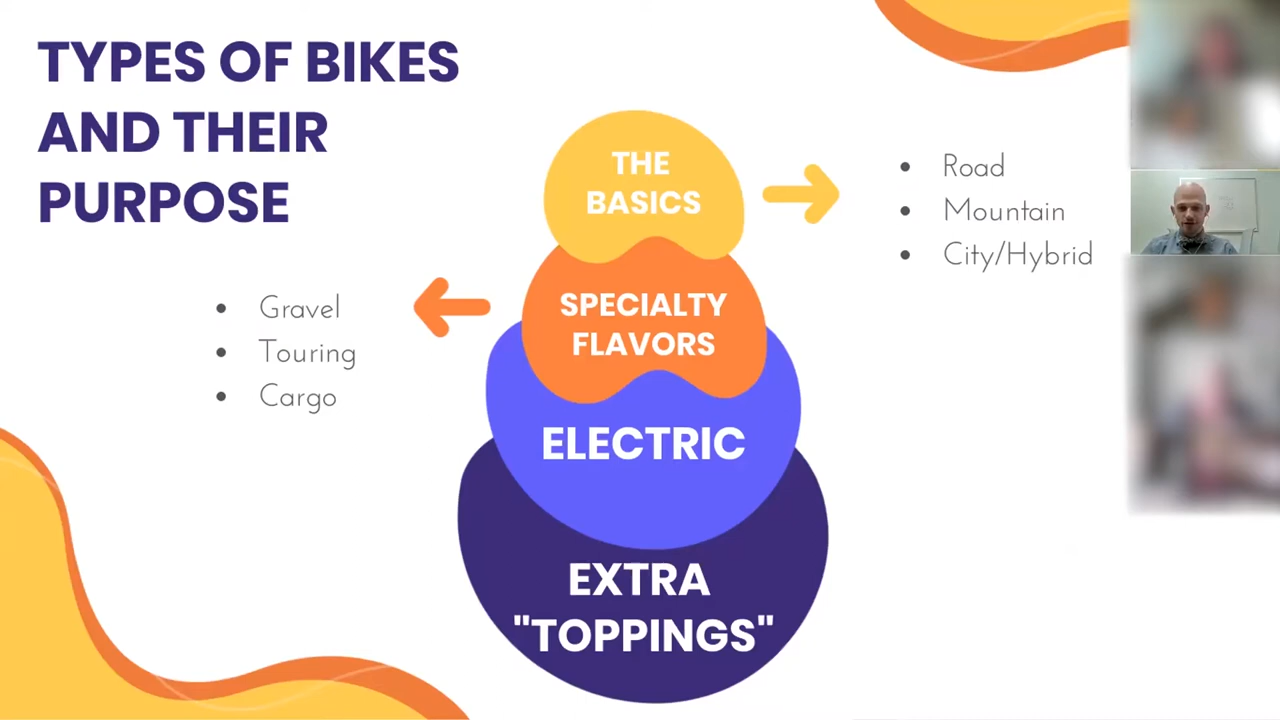 TYPES OF BIKES
AND THEIR
PURPOSE
THE
BASICS
• Road
• Mountain
• City/Hybrid
SPECIALTY
FLAVORS
• Gravel
• Touring
• Cargo
ELECTRIC
EXTRA
"TOPPINGS"